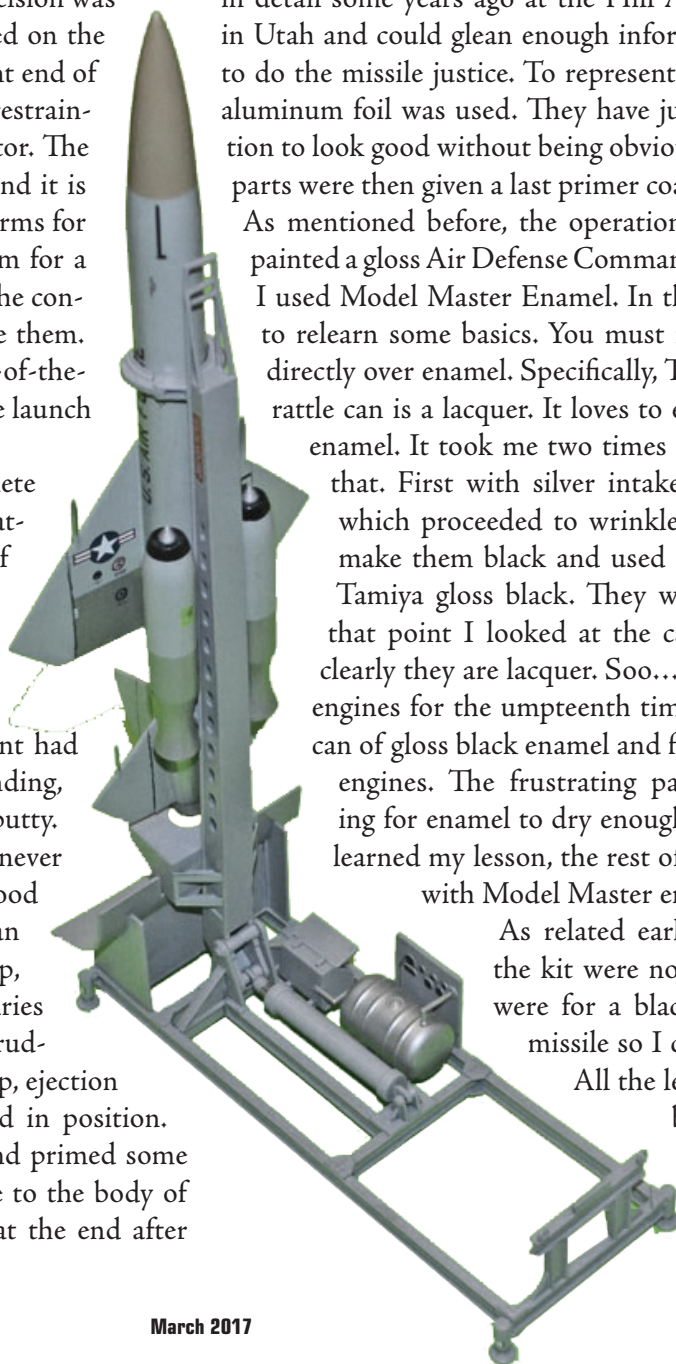 cision was
ed on the
nt end of
restrain-
tor. The
nd it is
rms for
m for a
he con-
e them.
-of-the-
e launch
lete
at-
f
nt had
nding,
putty.
never
ood
an
p,
ries
rud-
p, ejection
d in position.
nd primed some
e to the body of
at the end after
in detail some years ago at the
in Utah and could glean enough infor
to do the missile justice. To represent
aluminum foil was used. They have ju
tion to look good without being obviou
parts were then given a last primer coa
As mentioned before, the operation
painted a gloss Air Defense Comman
I used Model Master Enamel. In th
to relearn some basics. You must
directly over enamel. Specifically, T
rattle can is a lacquer. It loves to e
enamel. It took me two times
that. First with silver intake
which proceeded to wrinkle
make them black and used
Tamiya gloss black. They w
that point I looked at the ca
clearly they are lacquer. Soo…
engines for the umpteenth tim
can of gloss black enamel and f
engines. The frustrating pa
ing for enamel to dry enough
learned my lesson, the rest of
with Model Master en
As related earl
the kit were no
were for a blac
missile so I d
All the le
U.S. AIR
March 2017